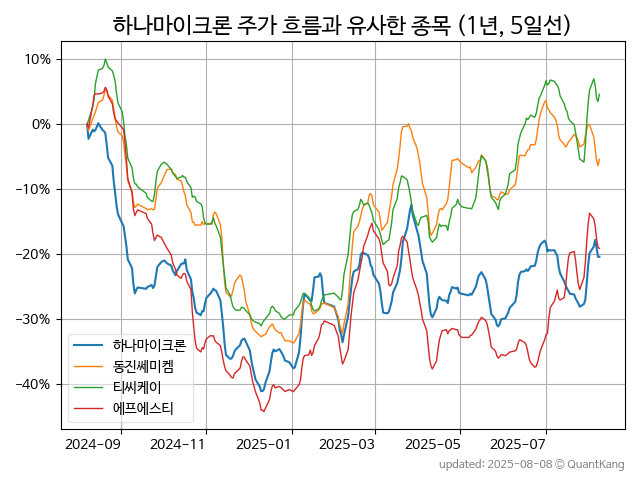 하나마이크론 주가 흐름과 유사한 종목 (1년, 5일선)
10%
0%
−10%
−20%
−30%
−40%
하나마이크론
동진쎄미켐
티씨케이
에프에스티
2024-09
2024-11
2025-01
2025-03
2025-05
2025-07
updated: 2025-08-08 © QuantKang